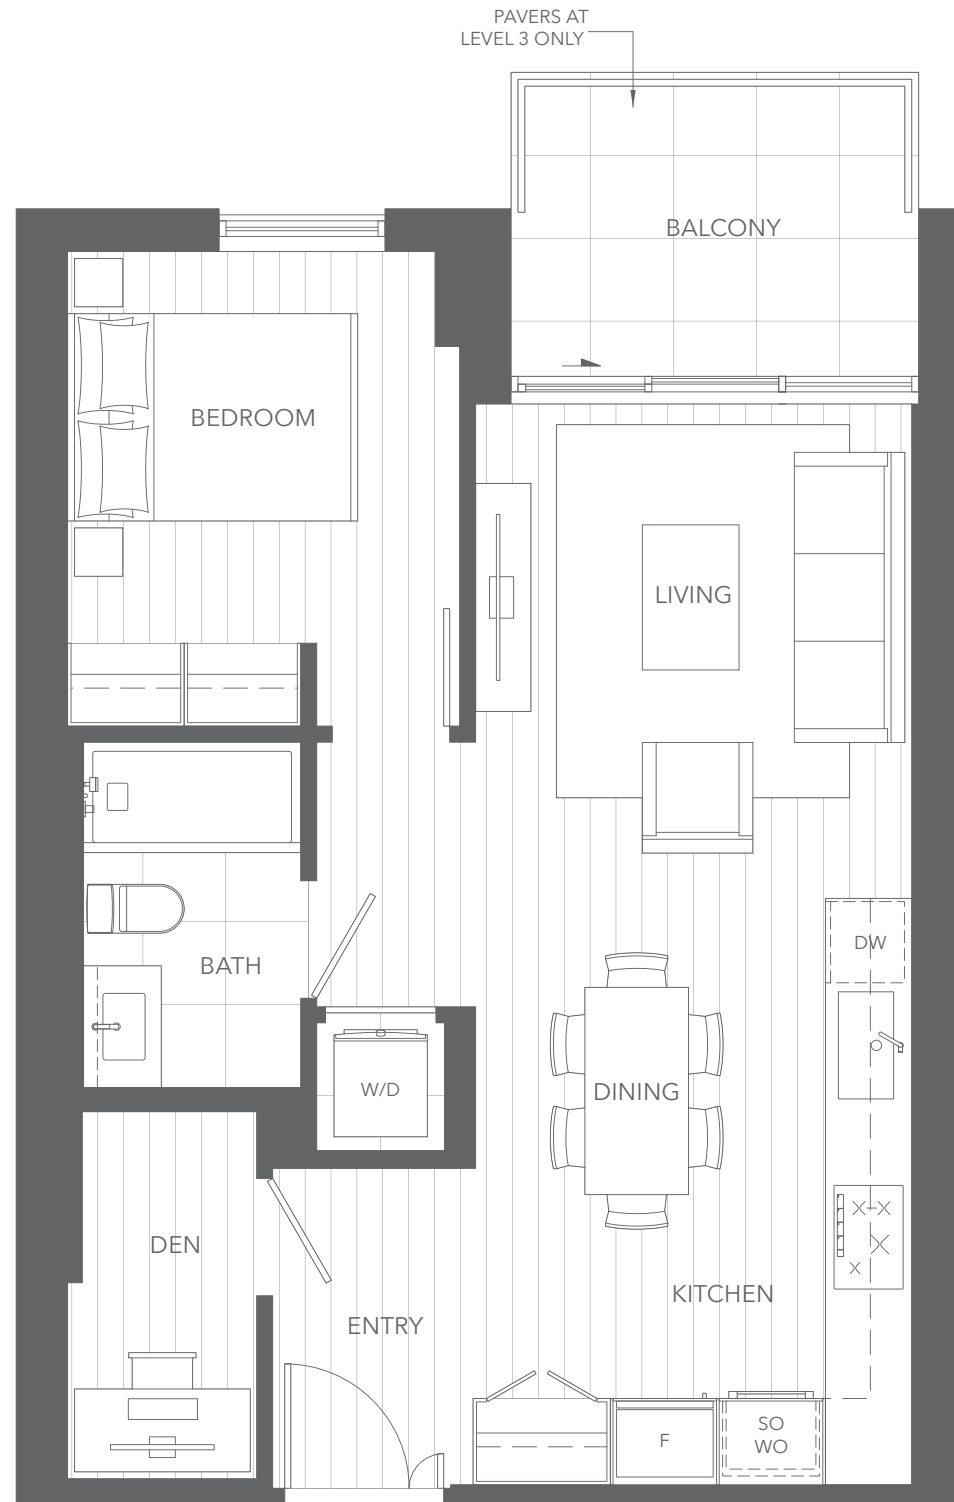 PAVERS AT
LEVEL 3 ONLY
BALCONY
BEDROOM
LIVING
DW
BATH
W/D
DINING
DEN
KITCHEN
ENTRY
F
SO
WO